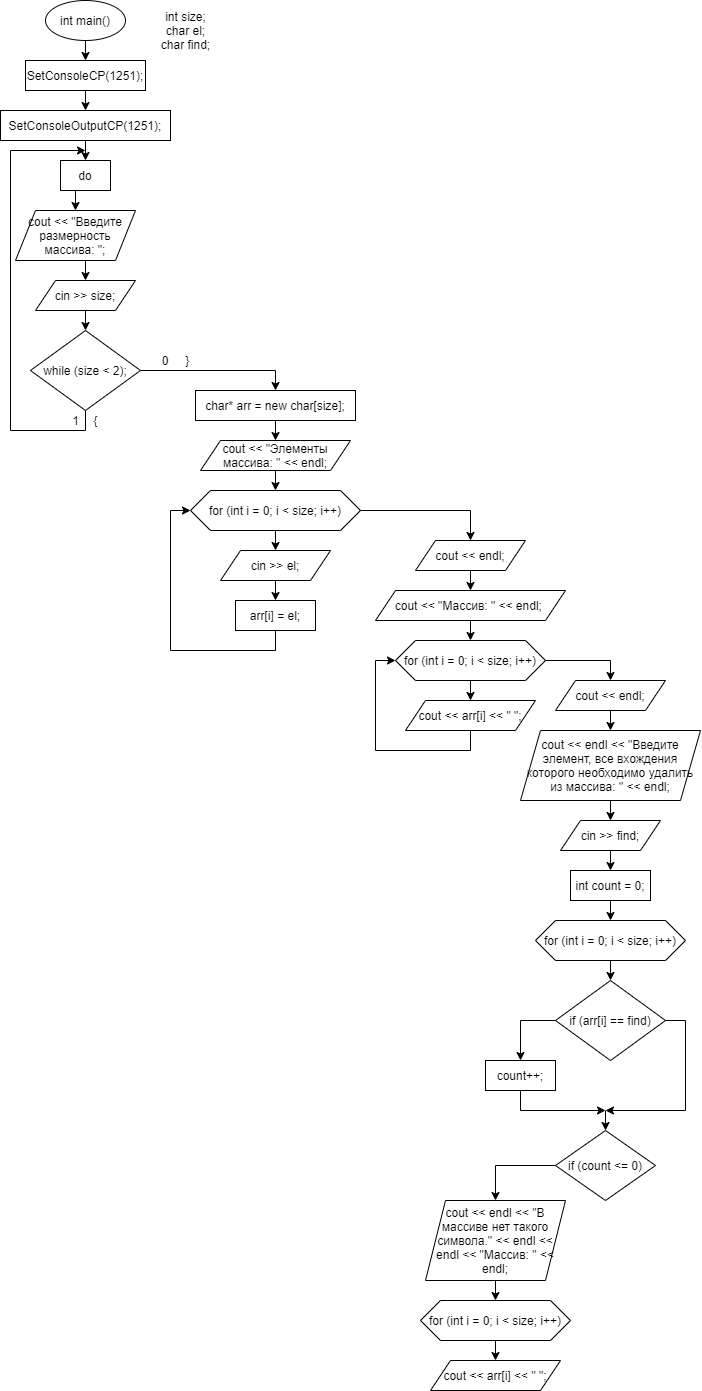 int main()
int size;
char el;
char find;
SetConsoleCP(1251);
SetConsoleOutputCP(1251);
do
cout << "Введите
размерность
массива: ";
cin >> size;
while (size < 2);
0 }
1 {
char* arr = new char[size];
cout << "Элементы
массива: " << endl;
for (int i = 0; i < size; i++)
cin >> el;
arr[i] = el;
cout << endl;
cout << "Массив: " << endl;
for (int i = 0; i < size; i++)
cout << arr[i] << " ";
cout << endl;
cout << endl << "Введите
элемент, все вхождения
которого необходимо удалить
из массива: " << endl;
cin >> find;
int count = 0;
for (int i = 0; i < size; i++)
if (arr[i] == find)
count++;
if (count <= 0)
cout << endl << "В
массиве нет такого
символа." << endl <<
endl << "Массив: " <<
endl;
for (int i = 0; i < size; i++)
cout << arr[i] << " ";